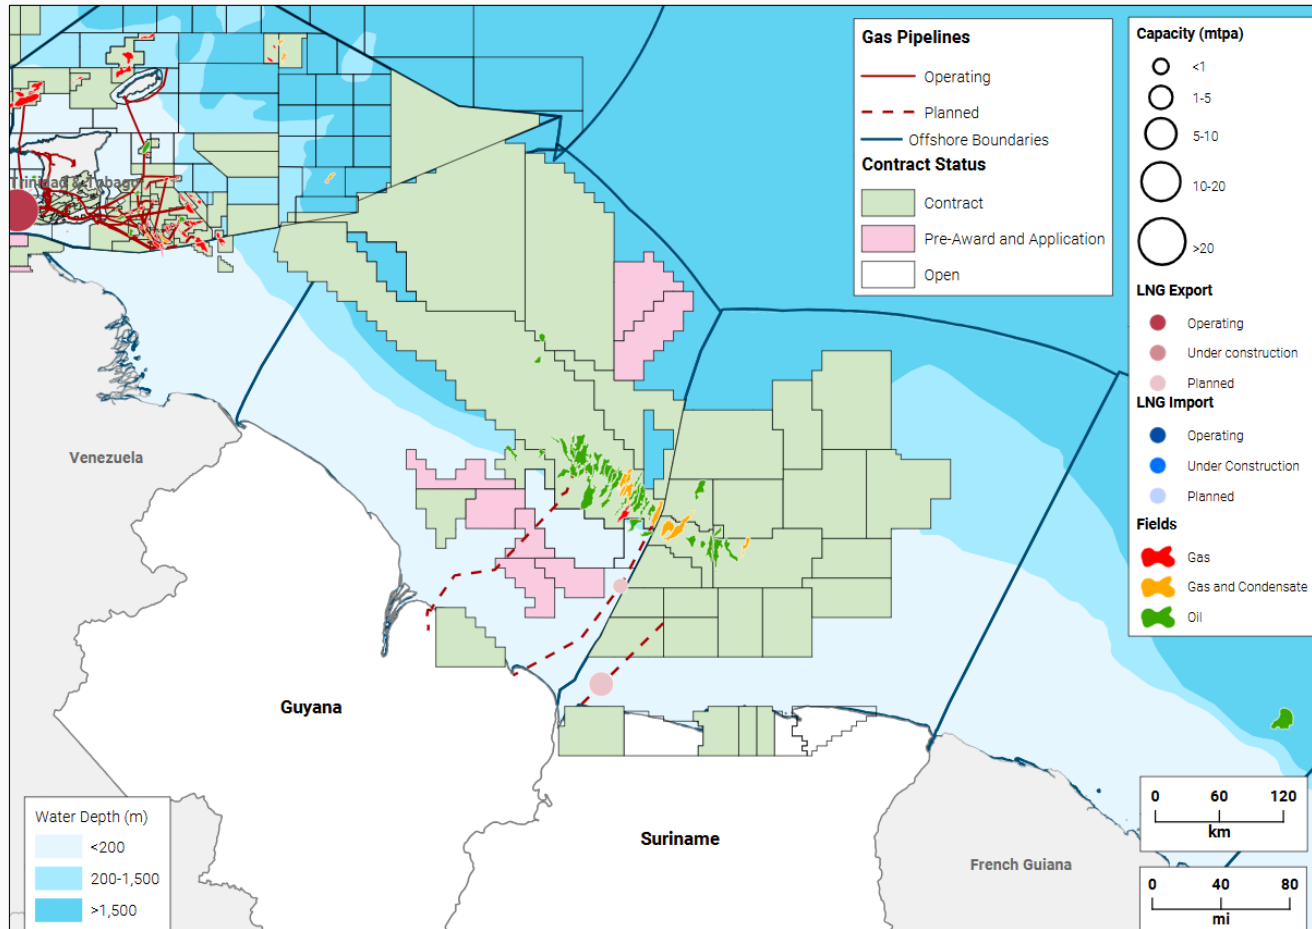 Gas Pipelines
Operating
Planned
Offshore Boundaries
Contract Status
Contract
Pre-Award and Application
Open
Capacity (mtpa)
<1
1-5
5-10
10-20
>20
LNG Export
Operating
Under construction
Planned
LNG Import
Operating
Under Construction
Planned
Fields
Gas
Gas and Condensate
Oil
Trinidad & Tobago
Venezuela
Guyana
Suriname
French Guiana
Water Depth (m)
<200
200-1,500
>1,500
0 60 120
km
0 40 80
mi